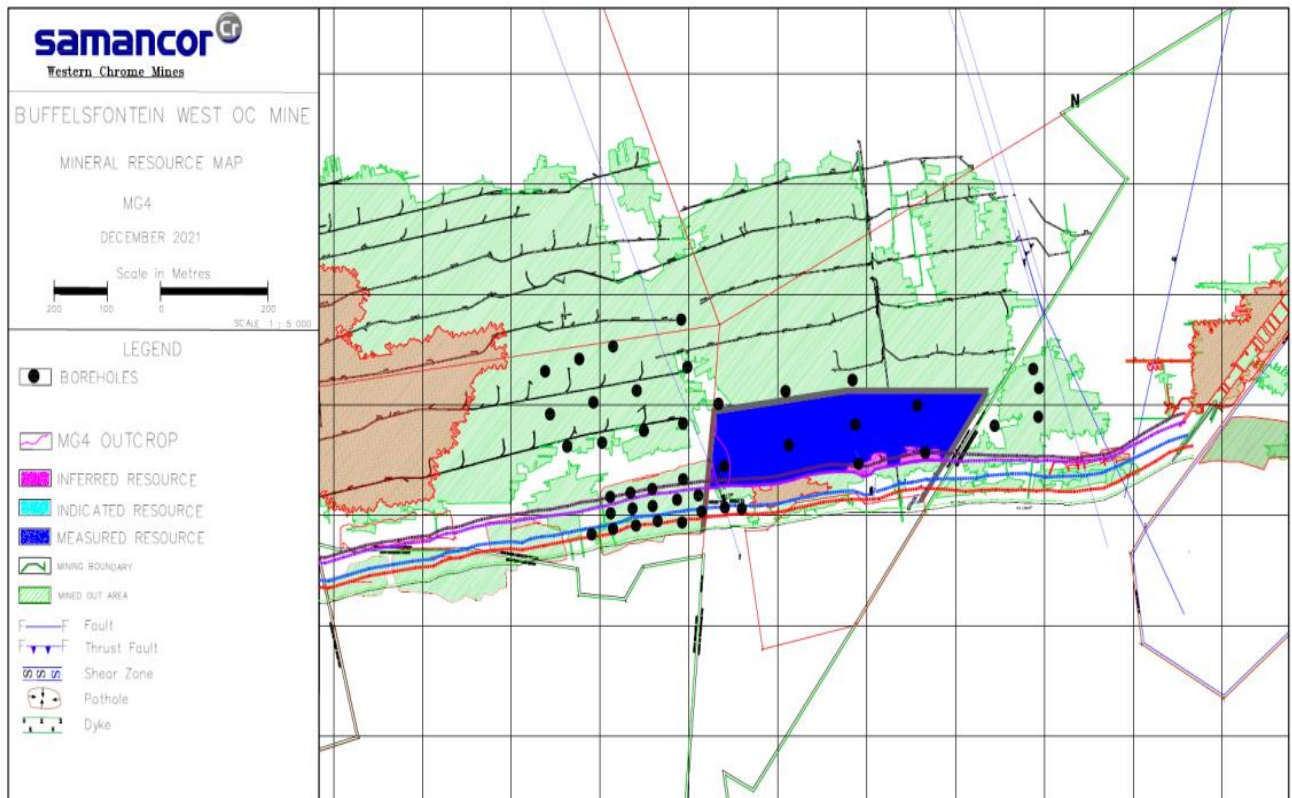 samancor Cr
Western Chrome Mines
BUFFELSFONTEIN WEST OC MINE
MINERAL RESOURCE MAP
MG4
DECEMBER 2021
Scale in Metres
200 100 0 200
SCALE 1 : 5 000
LEGEND
BOREHOLES
MG4 OUTCROP
INFERRED RESOURCE
INDICATED RESOURCE
MEASURED RESOURCE
MINING BOUNDARY
MINED OUT AREA
F F Fault
F F Thrust Fault
S S S Shear Zone
Pothole
Dyke
N